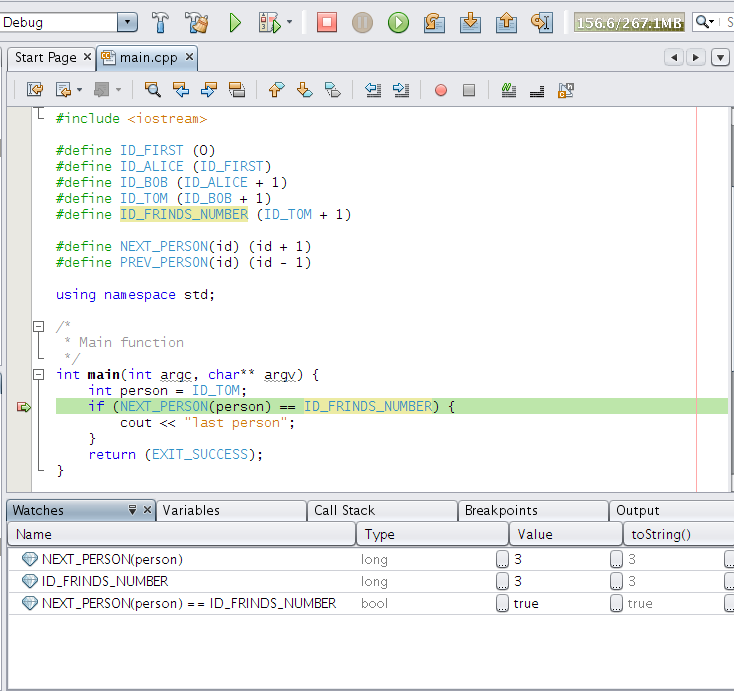 Debug
156.6/267.1MB
Start Page
main.cpp
#include <iostream>
#define ID_FIRST (0)
#define ID_ALICE (ID_FIRST)
#define ID_BOB (ID_ALICE + 1)
#define ID_TOM (ID_BOB + 1)
#define ID_FRINDS_NUMBER (ID_TOM + 1)
#define NEXT_PERSON(id) (id + 1)
#define PREV_PERSON(id) (id - 1)
using namespace std;
/*
* Main function
*/
int main(int argc, char** argv) {
int person = ID_TOM;
if (NEXT_PERSON(person) == ID_FRINDS_NUMBER) {
cout << "last person";
}
return (EXIT_SUCCESS);
}
Watches Variables Call Stack Breakpoints Output
Name Type Value toString()
NEXT_PERSON(person) long ... 3 ... 3 ...
ID_FRINDS_NUMBER long ... 3 ... 3 ...
NEXT_PERSON(person) == ID_FRINDS_NUMBER bool ... true ... true ...